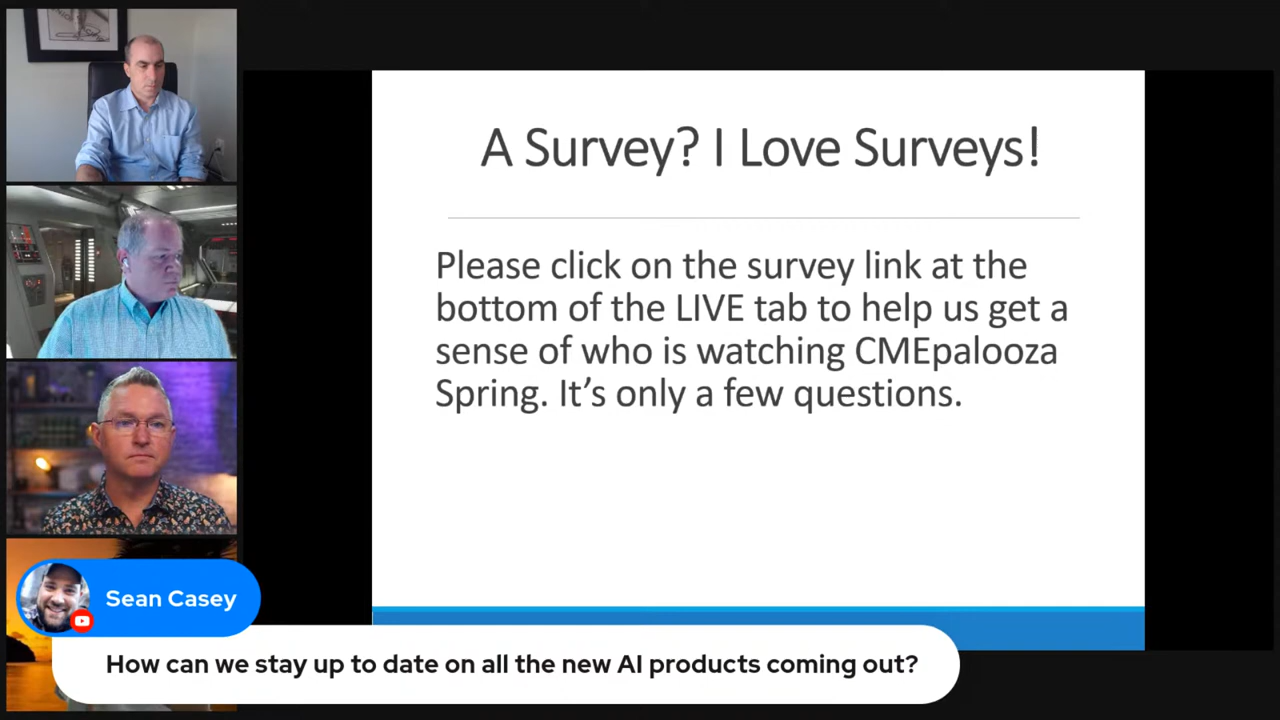 A Survey? I Love Surveys!
Please click on the survey link at the
bottom of the LIVE tab to help us get a
sense of who is watching CMEpalooza
Spring. It’s only a few questions.
Sean Casey
How can we stay up to date on all the new AI products coming out?